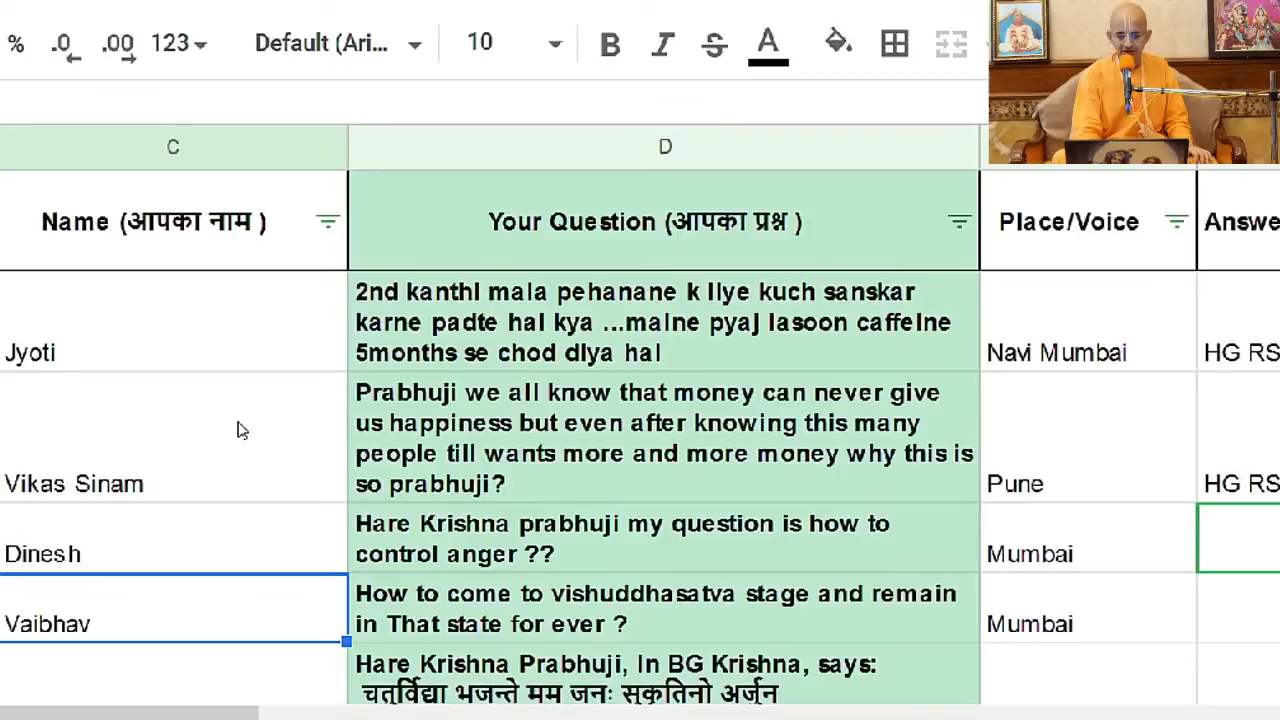 % .0 .00 123 Default (Ari... 10 B I S A
C D
Name (आपका नाम ) Your Question (आपका प्रश्न ) Place/Voice Answe
2nd kanthI mala pehanane k lIye kuch sanskar
karne padte haI kya ...maIne pyaj lasoon caffeIne
Jyoti 5months se chod dIya haI Navi Mumbai HG RS
Prabhuji we all know that money can never give
us happiness but even after knowing this many
people till wants more and more money why this is
Vikas Sinam so prabhuji? Pune HG RS
Hare Krishna prabhuji my question is how to
Dinesh control anger ?? Mumbai
How to come to vishuddhasatva stage and remain
Vaibhav in That state for ever ? Mumbai
Hare Krishna Prabhuji, In BG Krishna, says:
चतुर्विद्या भजन्ते मम जनः सुकृतिनो अर्जुन